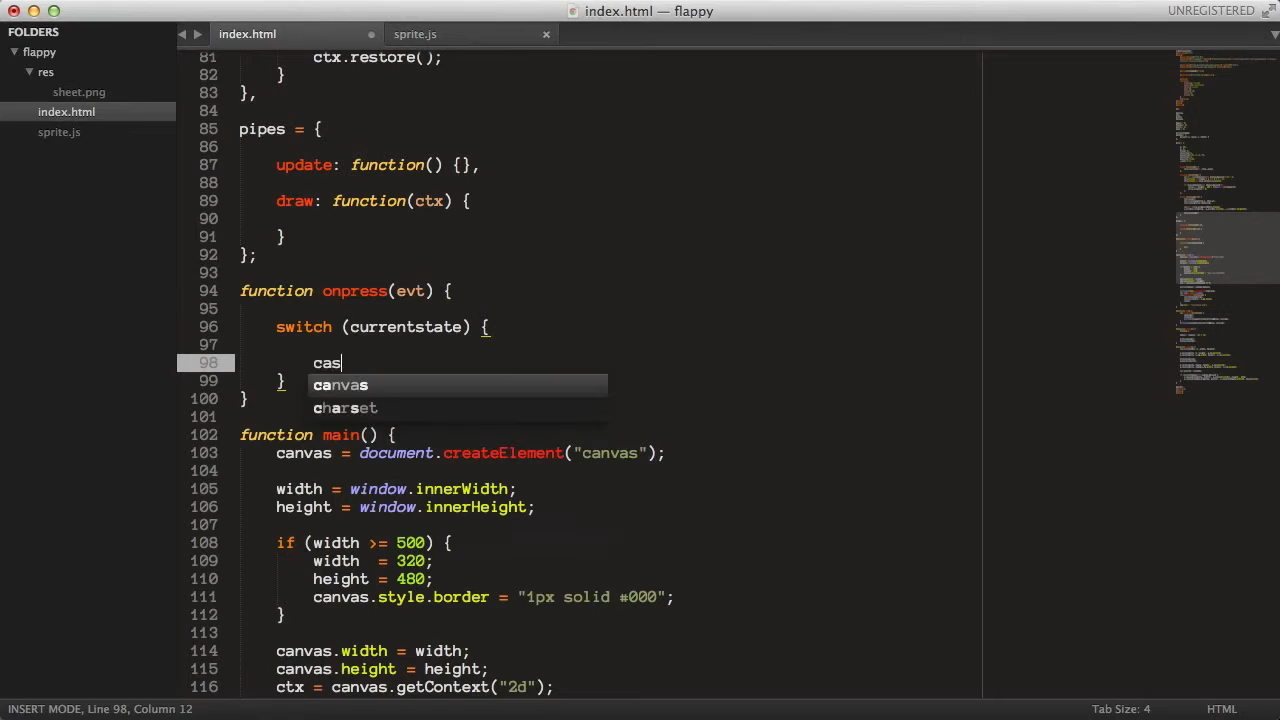 index.html — flappy
UNREGISTERED
FOLDERS
flappy
res
sheet.png
index.html
sprite.js
index.html
sprite.js
81 ctx.restore();
82 }
83 },
84
85 pipes = {
86
87 update: function() {},
88
89 draw: function(ctx) {
90
91 }
92 };
93
94 function onpress(evt) {
95
96 switch (currentstate) {
97
98 cas
99 }
100 }
101
102 function main() {
103 canvas = document.createElement("canvas");
104
105 width = window.innerWidth;
106 height = window.innerHeight;
107
108 if (width >= 500) {
109 width = 320;
110 height = 480;
111 canvas.style.border = "1px solid #000";
112 }
113
114 canvas.width = width;
115 canvas.height = height;
116 ctx = canvas.getContext("2d");
canvas
charset
INSERT MODE, Line 98, Column 12
Tab Size: 4
HTML